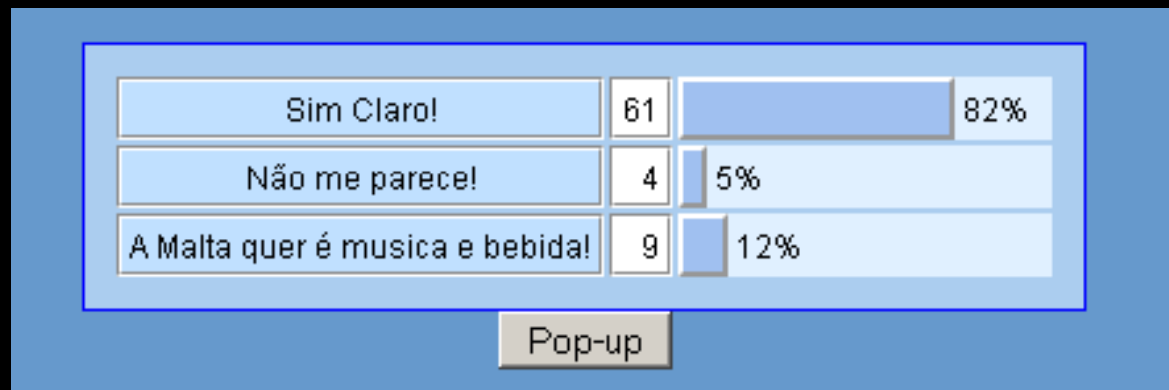 Sim Claro! 61 82%
Não me parece! 4 5%
A Malta quer é musica e bebida! 9 12%
Pop-up